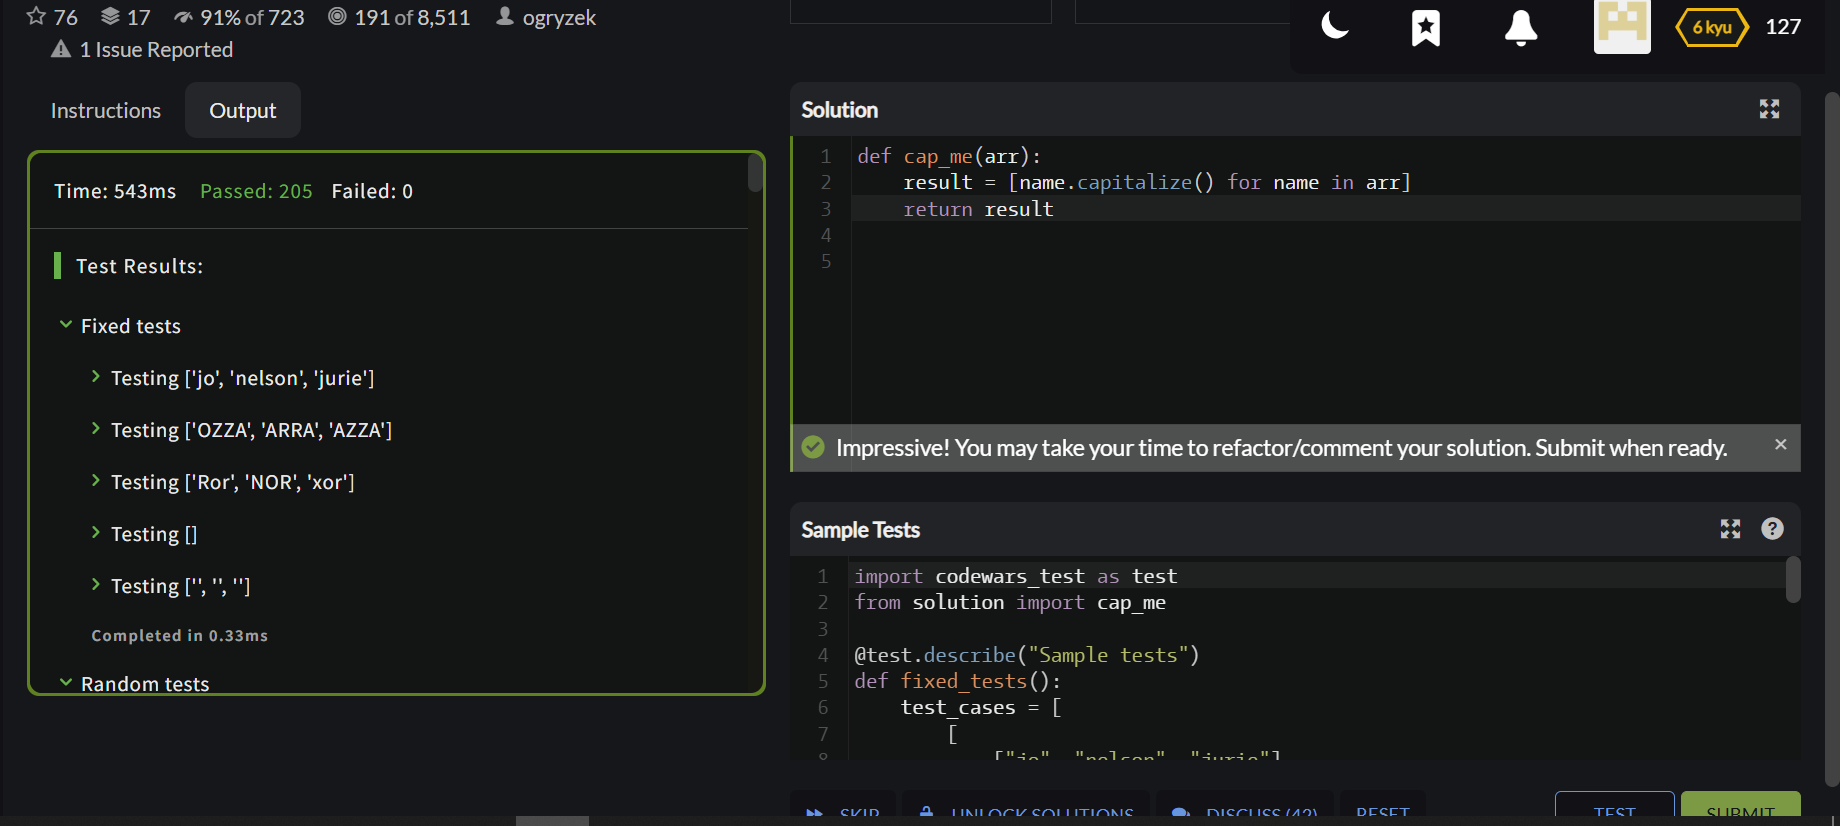 76 17 91% of 723 191 of 8,511 ogryzek
1 Issue Reported
6 kyu 127
Instructions Output
Time: 543ms Passed: 205 Failed: 0
Test Results:
Fixed tests
Testing ['jo', 'nelson', 'jurie']
Testing ['OZZA', 'ARRA', 'AZZA']
Testing ['Ror', 'NOR', 'xor']
Testing []
Testing ['', '', '']
Completed in 0.33ms
Random tests
Solution
1 def cap_me(arr):
2     result = [name.capitalize() for name in arr]
3     return result
4
5
Impressive! You may take your time to refactor/comment your solution. Submit when ready. ×
Sample Tests ?
1 import codewars_test as test
2 from solution import cap_me
3
4 @test.describe("Sample tests")
5 def fixed_tests():
6     test_cases = [
7         [
8             ["jo", "nelson", "jurie"]
SKIP UNLOCK SOLUTIONS DISCUSS (42) RESET TEST SUBMIT